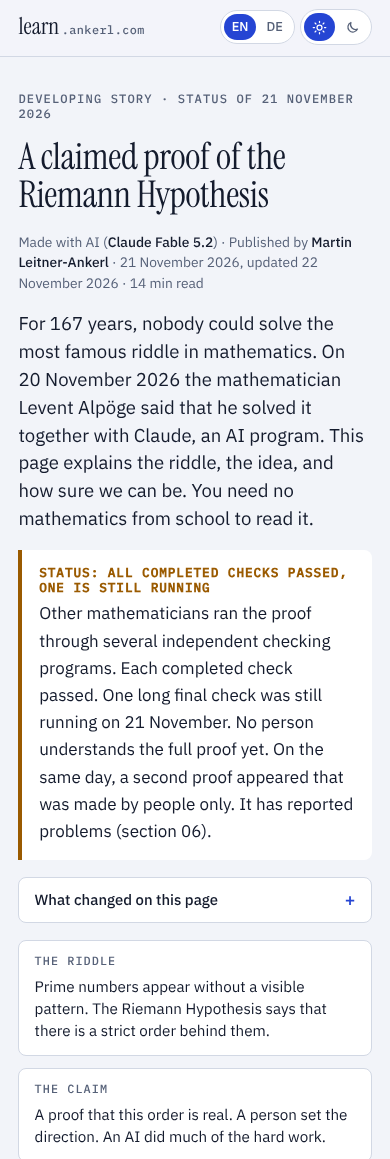 learn.ankerl.com
EN DE
DEVELOPING STORY · STATUS OF 21 NOVEMBER
2026
A claimed proof of the
Riemann Hypothesis
Made with AI (Claude Fable 5.2) · Published by Martin
Leitner-Ankerl · 21 November 2026, updated 22
November 2026 · 14 min read
For 167 years, nobody could solve the
most famous riddle in mathematics. On
20 November 2026 the mathematician
Levent Alpöge said that he solved it
together with Claude, an AI program. This
page explains the riddle, the idea, and
how sure we can be. You need no
mathematics from school to read it.
STATUS: ALL COMPLETED CHECKS PASSED,
ONE IS STILL RUNNING
Other mathematicians ran the proof
through several independent checking
programs. Each completed check
passed. One long final check was still
running on 21 November. No person
understands the full proof yet. On the
same day, a second proof appeared that
was made by people only. It has reported
problems (section 06).
What changed on this page +
THE RIDDLE
Prime numbers appear without a visible
pattern. The Riemann Hypothesis says that
there is a strict order behind them.
THE CLAIM
A proof that this order is real. A person set the
direction. An AI did much of the hard work.